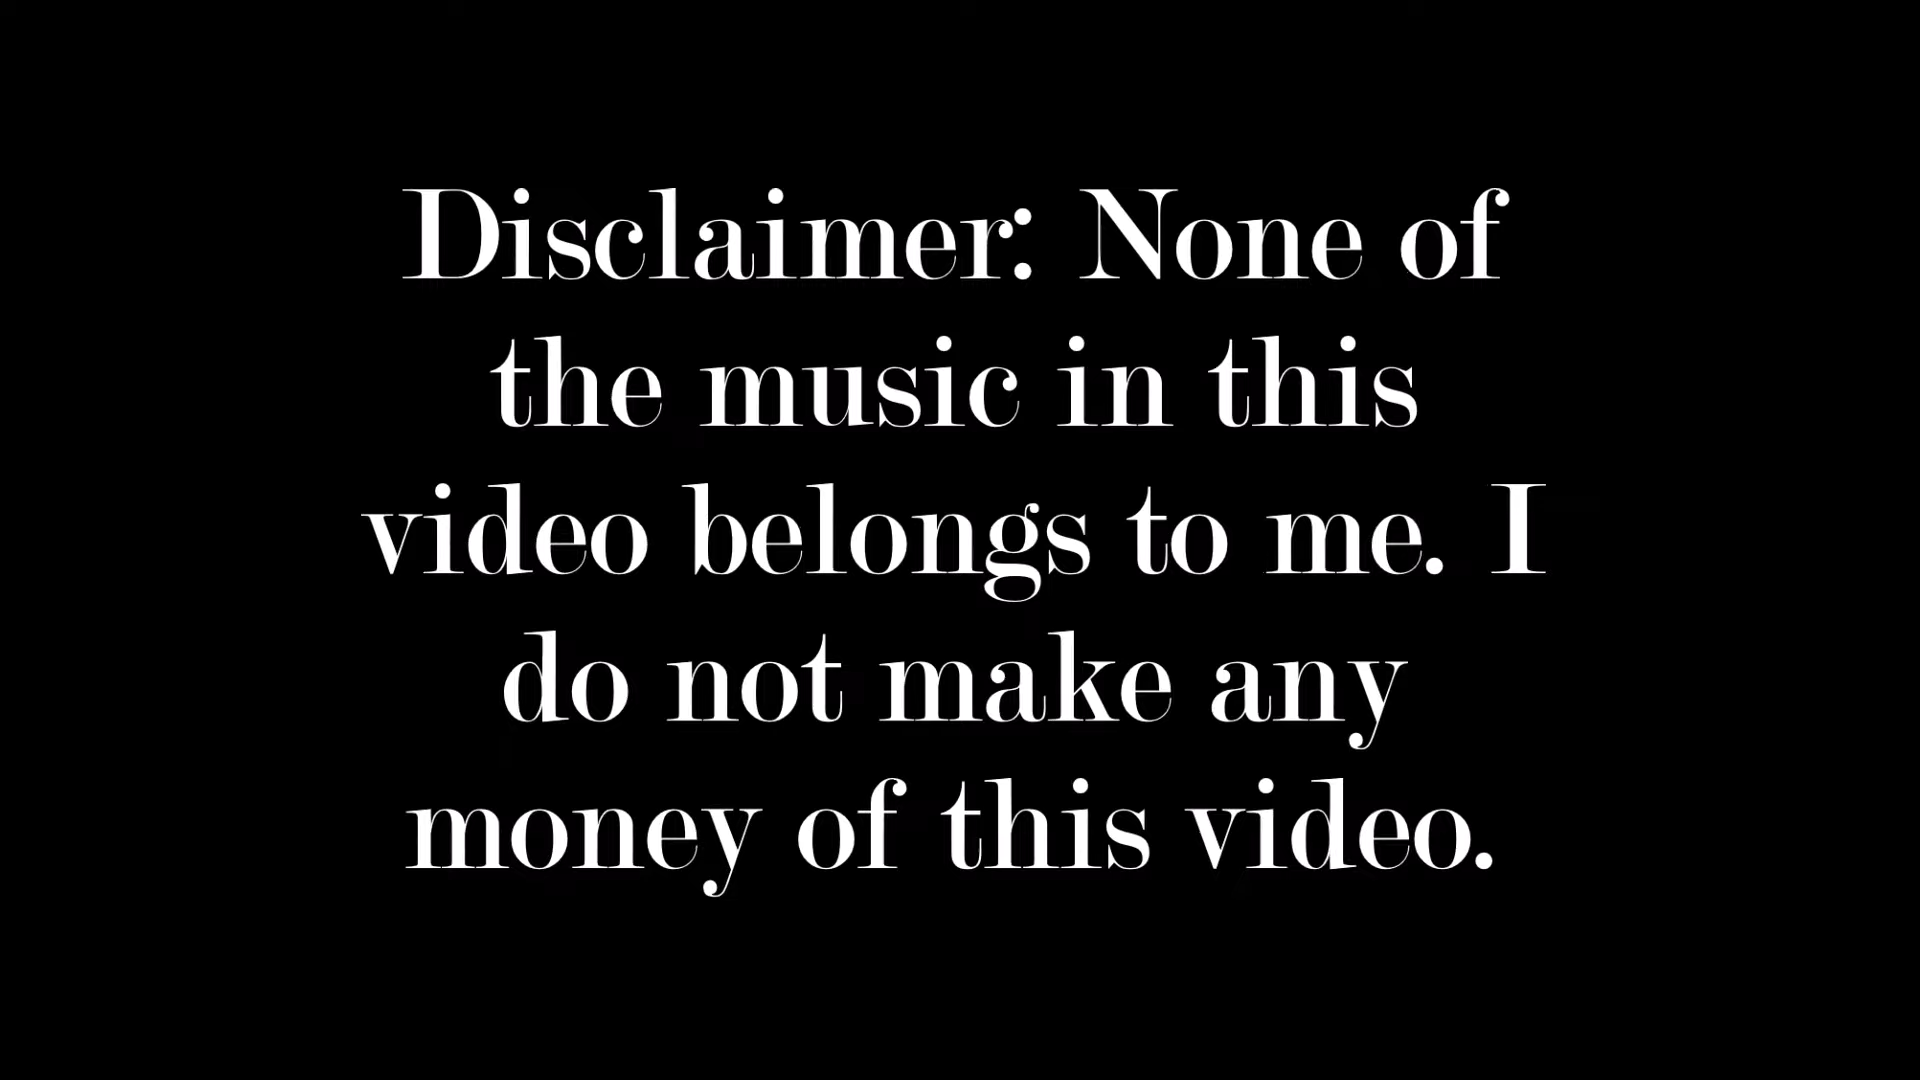 Disclaimer: None of
the music in this
video belongs to me. I
do not make any
money of this video.